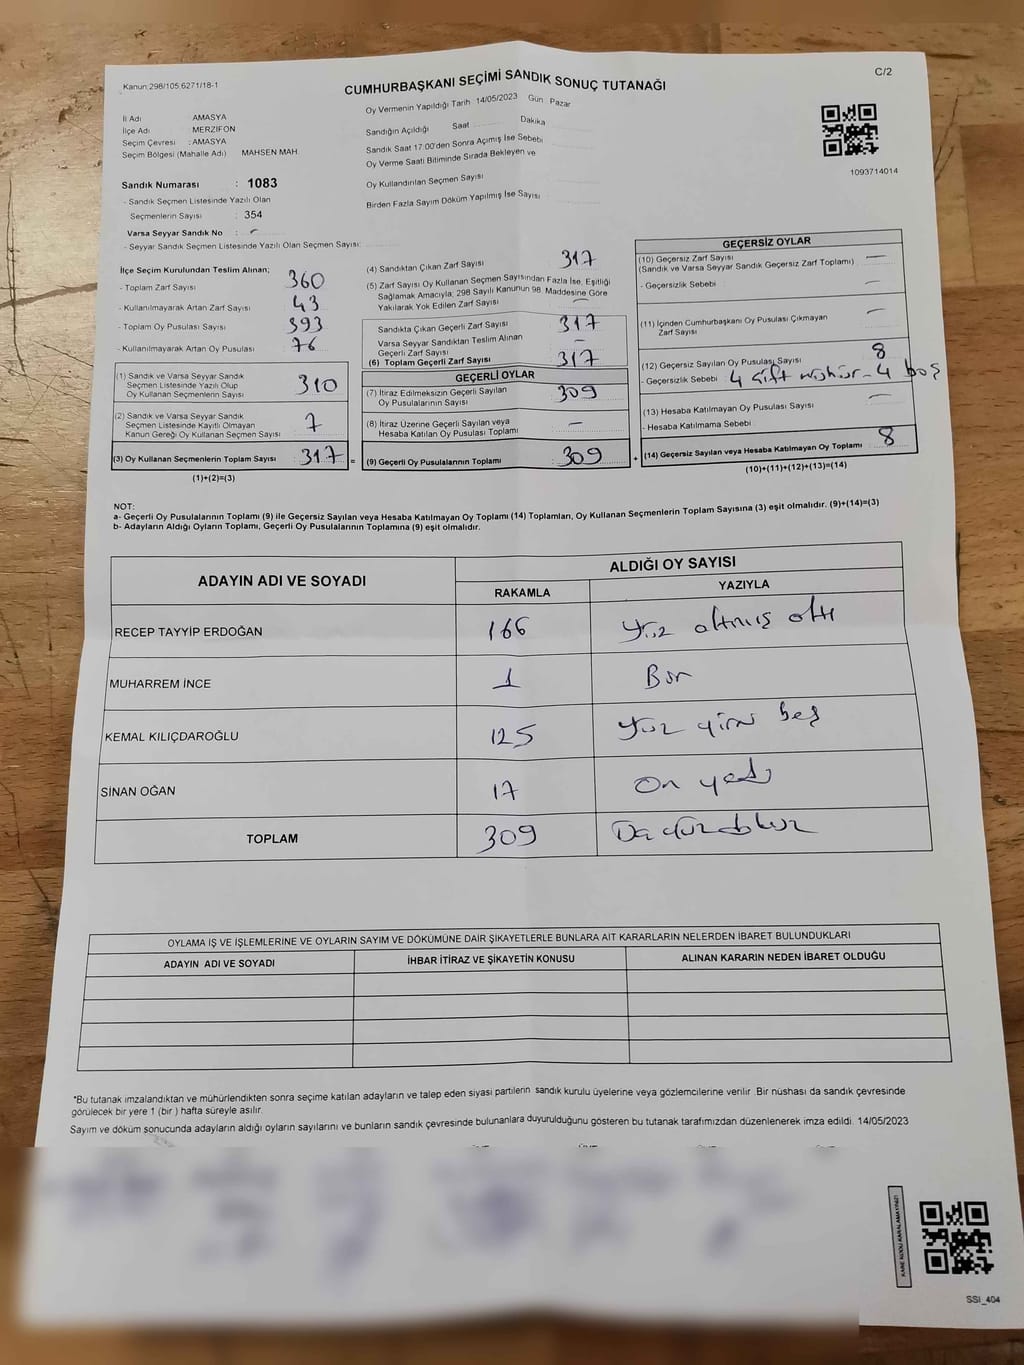 C/2
Kanun:298/105.6271/18-1
CUMHURBAŞKANI SEÇİMİ SANDIK SONUÇ TUTANAĞI
Oy Vermenin Yapıldığı Tarih 14/05/2023 Gün Pazar
İl Adı AMASYA
İlçe Adı MERZİFON
Seçim Çevresi : AMASYA
Seçim Bölgesi (Mahalle Adı) MAHSEN MAH.
Sandık Numarası : 1083
- Sandık Seçmen Listesinde Yazılı Olan
Seçmenlerin Sayısı : 354
Varsa Seyyar Sandık No : -
- Seyyar Sandık Seçmen Listesinde Yazılı Olan Seçmen Sayısı:
Sandığın Açıldığı Saat Dakika
Sandık Saat 17.00'den Sonra Açımış İse Sebebi
Oy Verme Saati Bitiminde Sırada Bekleyen ve
Oy Kullandırılan Seçmen Sayısı
Birden Fazla Sayım Döküm Yapılmış İse Sayısı
1093714014
İlçe Seçim Kurulundan Teslim Alınan;
- Toplam Zarf Sayısı 360
- Kullanılmayarak Artan Zarf Sayısı 43
- Toplam Oy Pusulası Sayısı 393
- Kullanılmayarak Artan Oy Pusulası 76
(1) Sandık ve Varsa Seyyar Sandık
Seçmen Listesinde Yazılı Olup
Oy Kullanan Seçmen Sayısı 310
(2) Sandık ve Varsa Seyyar Sandık
Seçmen Listesinde Kayıtlı Olmayan
Kanun Gereği Oy Kullanan Seçmen Sayısı 7
(3) Oy Kullanan Seçmenlerin Toplam Sayısı 317 =
(1)+(2)=(3)
(4) Sandıktan Çıkan Zarf Sayısı 317
(5) Zarf Sayısı Oy Kullanan Seçmen Sayısından Fazla İse, Eşitliği
Sağlamak Amacıyla; 298 Sayılı Kanunun 98. Maddesine Göre
Yakılarak Yok Edilen Zarf Sayısı -
Sandıkta Çıkan Geçerli Zarf Sayısı 317
Varsa Seyyar Sandıktan Teslim Alınan
Geçerli Zarf Sayısı -
(6) Toplam Geçerli Zarf Sayısı 317
GEÇERLİ OYLAR
(7) İtiraz Edilmeksizin Geçerli Sayılan
Oy Pusulalarının Sayısı 309
(8) İtiraz Üzerine Geçerli Sayılan veya
Hesaba Katılan Oy Pusulası Toplamı -
(9) Geçerli Oy Pusulalarının Toplamı 309 +
GEÇERSİZ OYLAR
(10) Geçersiz Zarf Sayısı -
(Sandık ve Varsa Seyyar Sandık Geçersiz Zarf Toplamı)
- Geçersizlik Sebebi -
(11) İçinden Cumhurbaşkanı Oy Pusulası Çıkmayan
Zarf Sayısı -
(12) Geçersiz Sayılan Oy Pusulası Sayısı 8
- Geçersizlik Sebebi 4 çift mühür - 4 boş
(13) Hesaba Katılmayan Oy Pusulası Sayısı -
- Hesaba Katılmama Sebebi
(14) Geçersiz Sayılan veya Hesaba Katılmayan Oy Toplamı 8
(10)+(11)+(12)+(13)=(14)
NOT:
a- Geçerli Oy Pusulalarının Toplamı (9) ile Geçersiz Sayılan veya Hesaba Katılmayan Oy Toplamı (14) Toplamları, Oy Kullanan Seçmenlerin Toplam Sayısına (3) eşit olmalıdır. (9)+(14)=(3)
b- Adayların Aldığı Oyların Toplamı, Geçerli Oy Pusulalarının Toplamına (9) eşit olmalıdır.
ADAYIN ADI VE SOYADI
ALDIĞI OY SAYISI
RAKAMLA YAZIYLA
RECEP TAYYİP ERDOĞAN 166 Yüz altmış altı
MUHARREM İNCE 1 Bir
KEMAL KILIÇDAROĞLU 125 Yüz yirmi beş
SİNAN OĞAN 17 On yedi
TOPLAM 309 Üç yüz dokuz
OYLAMA İŞ VE İŞLEMLERİNE VE OYLARIN SAYIM VE DÖKÜMÜNE DAİR ŞİKAYETLERLE BUNLARA AİT KARARLARIN NELERDEN İBARET BULUNDUKLARI
ADAYIN ADI VE SOYADI İHBAR İTİRAZ VE ŞİKAYETİN KONUSU ALINAN KARARIN NEDEN İBARET OLDUĞU
*Bu tutanak imzalandıktan ve mühürlendikten sonra seçime katılan adayların ve talep eden siyasi partilerin sandık kurulu üyelerine veya gözlemcilerine verilir. Bir nüshası da sandık çevresinde
görülecek bir yere 1 (bir) hafta süreyle asılır.
Sayım ve döküm sonucunda adayların aldığı oyların sayılarını ve bunların sandık çevresinde bulunanlara duyurulduğunu gösteren bu tutanak tarafımızdan düzenlenerek imza edildi. 14/05/2023
KARE KODU KARALAMAYINIZ!
SSI_404